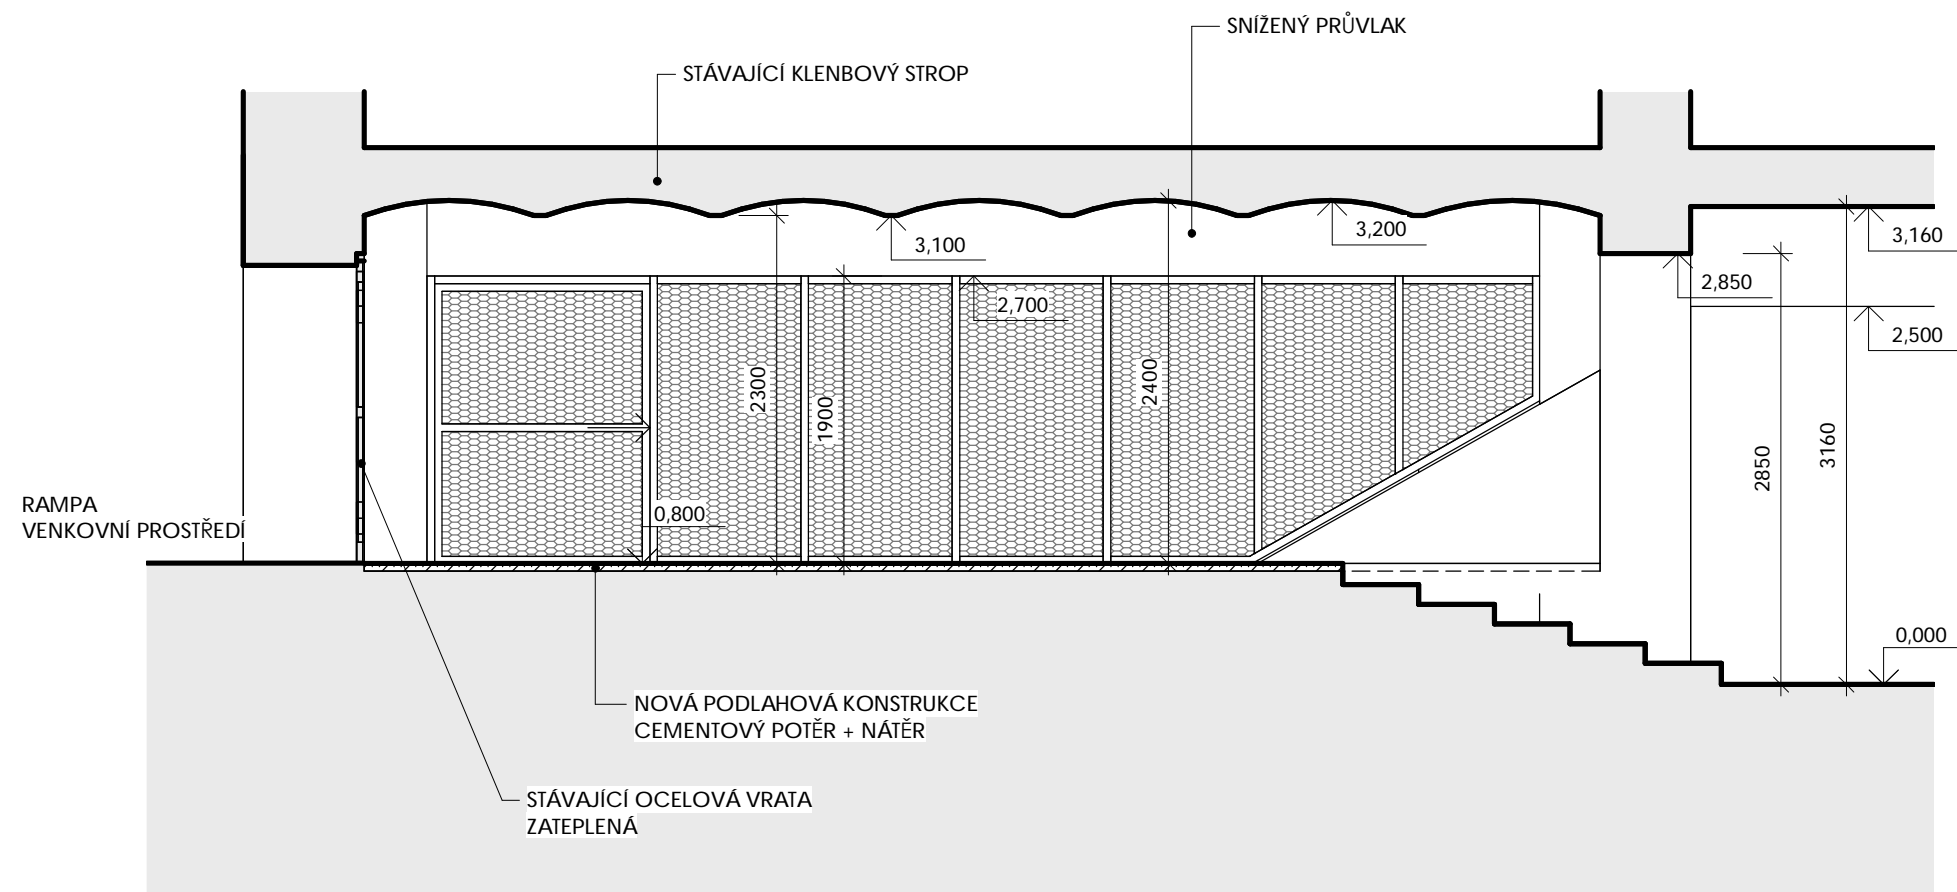 SNÍŽENÝ PRŮVLAK
STÁVAJÍCÍ KLENBOVÝ STROP
3,100
3,200
3,160
2,850
2,700
2,500
2300
1900
2400
2850
3160
0,800
RAMPA
VENKOVNÍ PROSTŘEDÍ
0,000
NOVÁ PODLAHOVÁ KONSTRUKCE
CEMENTOVÝ POTĚR + NÁTĚR
STÁVAJÍCÍ OCELOVÁ VRATA
ZATEPLENÁ